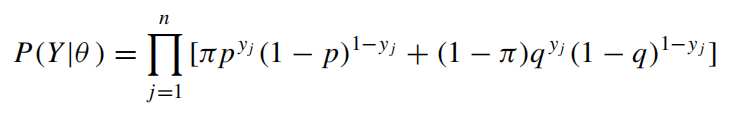 P(Y|θ) = ∏_{j=1}^{n} [πp^{y_j}(1 − p)^{1−y_j} + (1 − π)q^{y_j}(1 − q)^{1−y_j}]